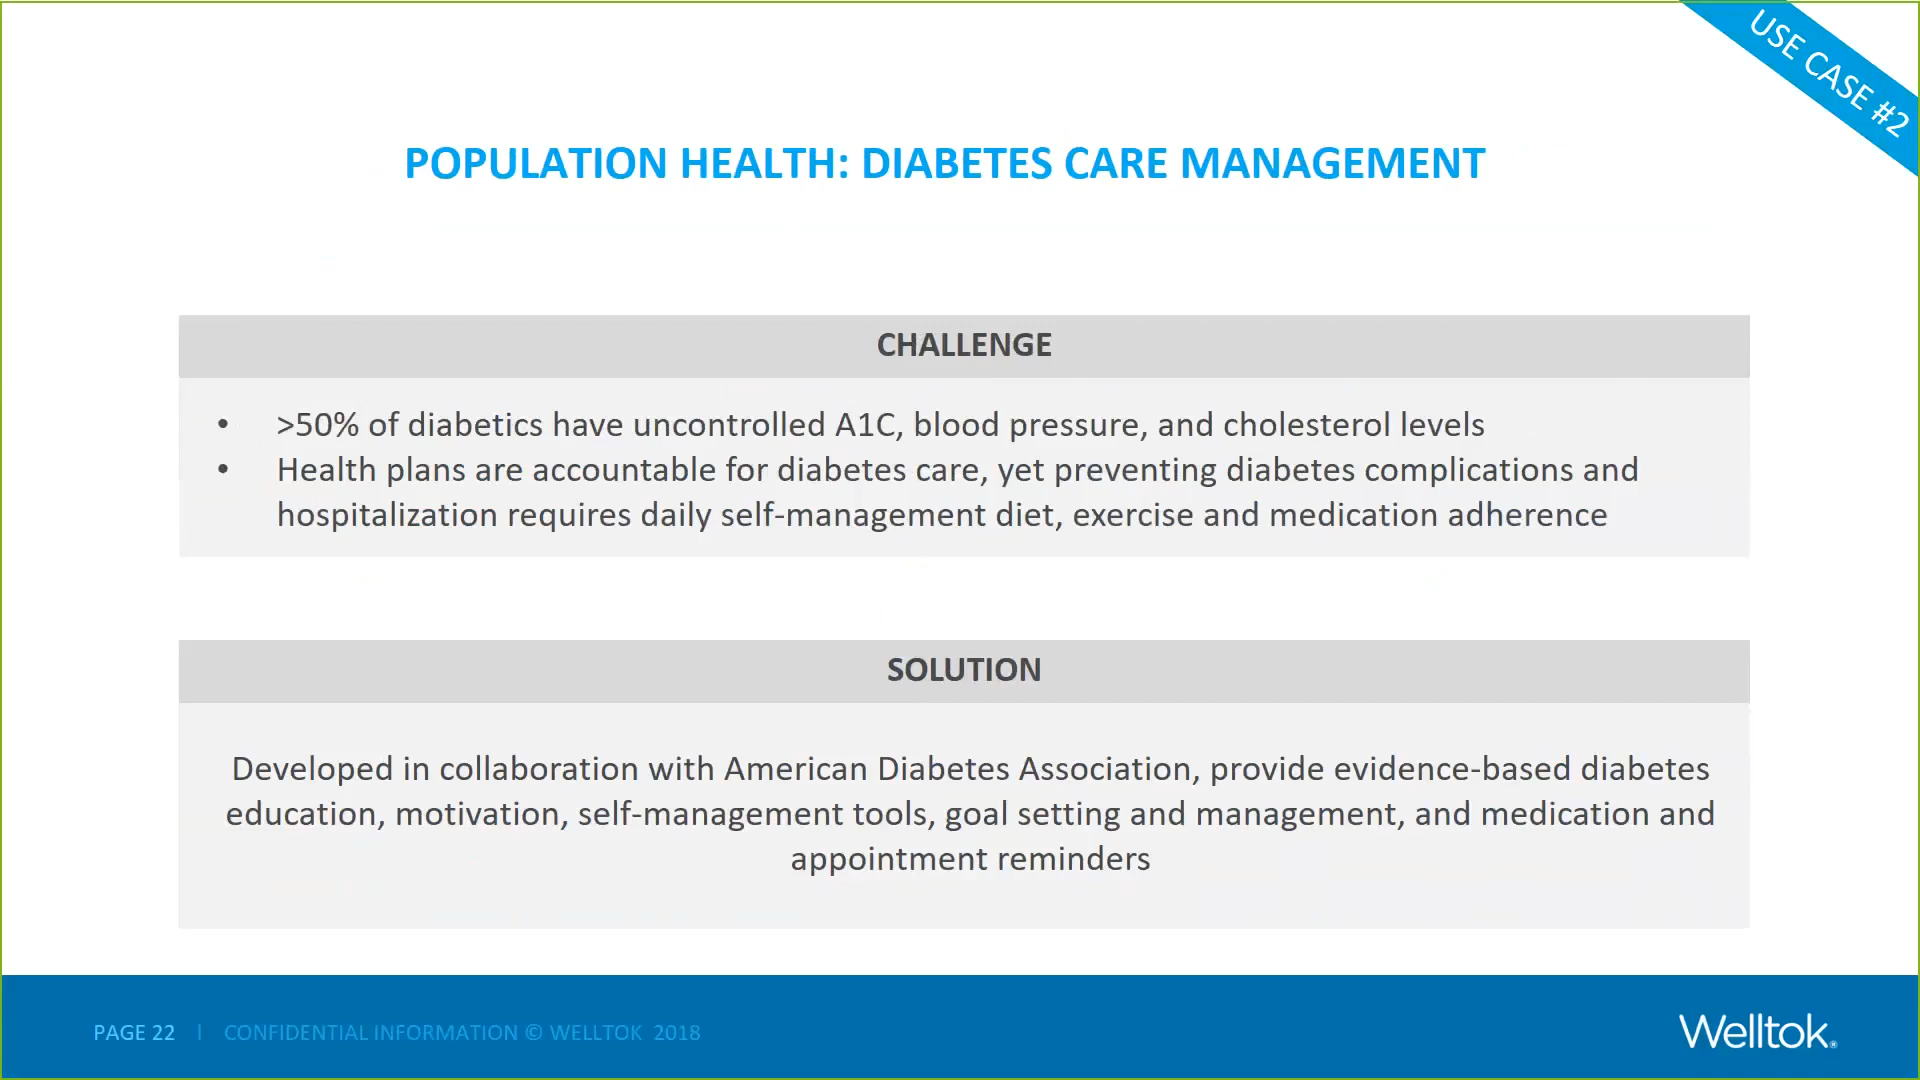 USE CASE #2
POPULATION HEALTH: DIABETES CARE MANAGEMENT
CHALLENGE
• >50% of diabetics have uncontrolled A1C, blood pressure, and cholesterol levels
• Health plans are accountable for diabetes care, yet preventing diabetes complications and
hospitalization requires daily self-management diet, exercise and medication adherence
SOLUTION
Developed in collaboration with American Diabetes Association, provide evidence-based diabetes
education, motivation, self-management tools, goal setting and management, and medication and
appointment reminders
PAGE 22 | CONFIDENTIAL INFORMATION © WELLTOK 2018
Welltok®